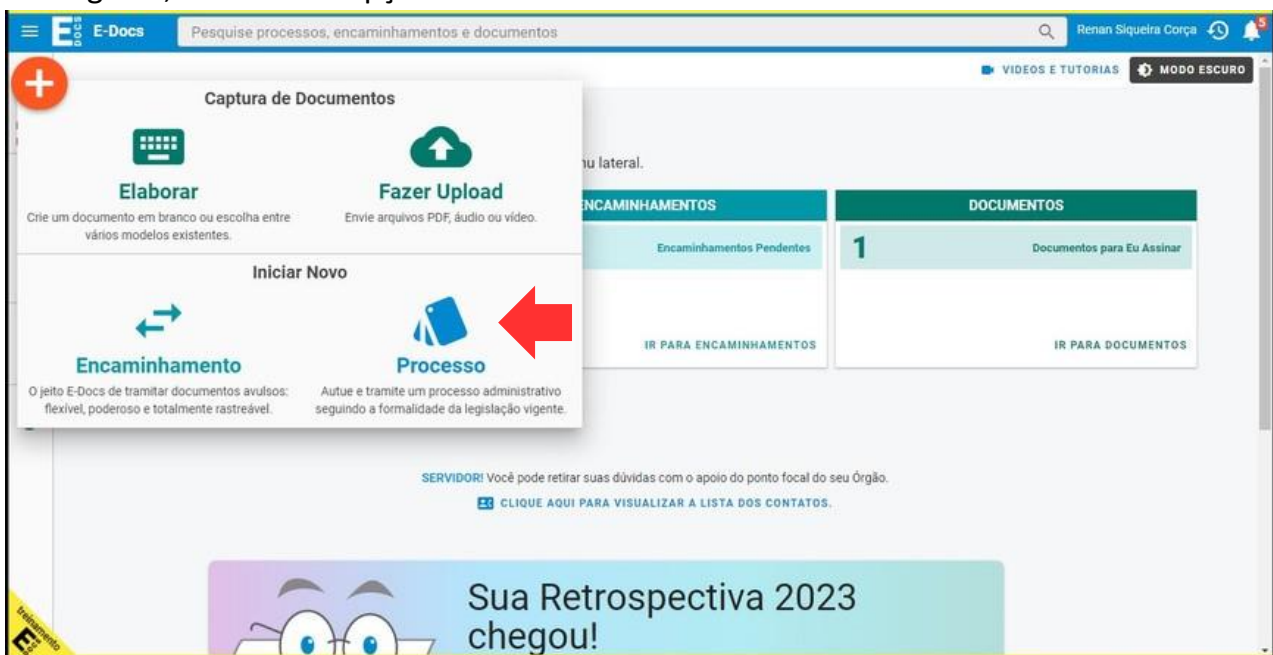 E-Docs
Pesquise processos, encaminhamentos e documentos
Renan Siqueira Corça
5
VIDEOS E TUTORIAS
MODO ESCURO
Captura de Documentos
Elaborar
Crie um documento em branco ou escolha entre
vários modelos existentes.
Fazer Upload
Envie arquivos PDF, áudio ou vídeo.
Iniciar Novo
Encaminhamento
O jeito E-Docs de tramitar documentos avulsos:
flexível, poderoso e totalmente rastreável.
Processo
Autue e tramite um processo administrativo
seguindo a formalidade da legislação vigente.
lateral.
Encaminhamentos Pendentes
IR PARA ENCAMINHAMENTOS
DOCUMENTOS
1
Documentos para Eu Assinar
IR PARA DOCUMENTOS
SERVIDOR! Você pode retirar suas dúvidas com o apoio do ponto focal do seu Órgão.
CLIQUE AQUI PARA VISUALIZAR A LISTA DOS CONTATOS.
Sua Retrospectiva 2023
chegou!
treinamento